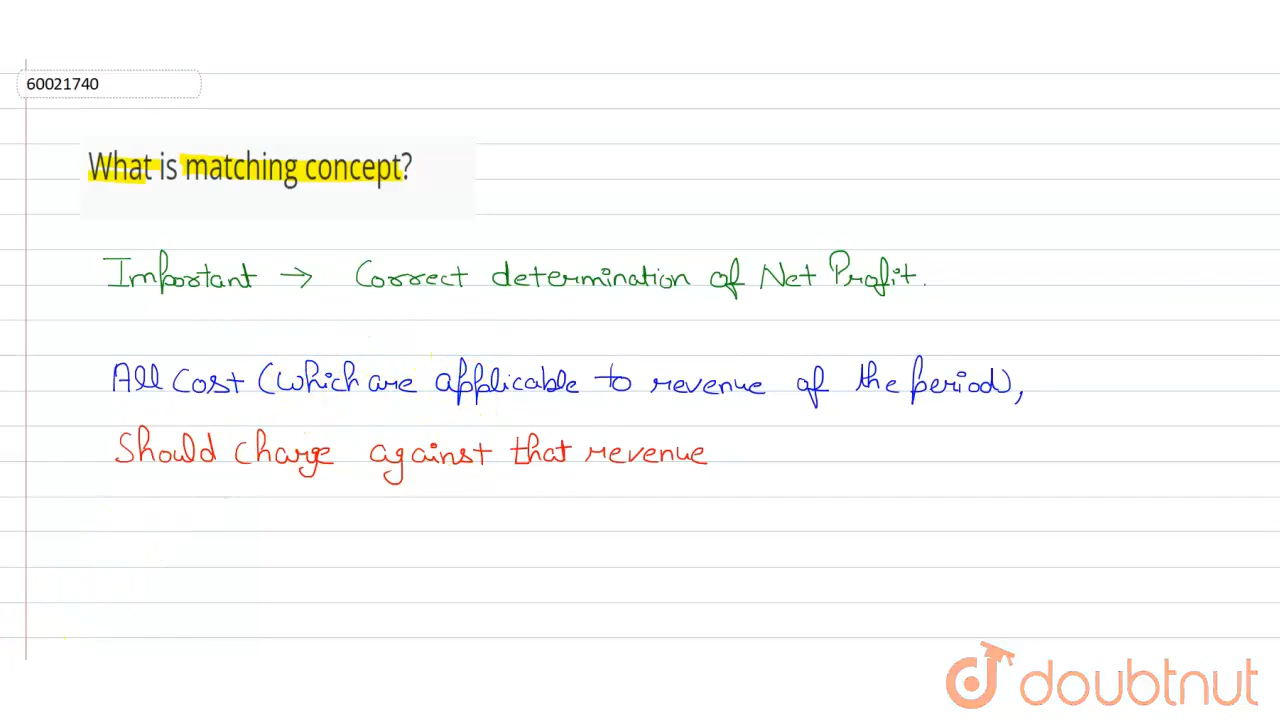 60021740
What is matching concept?
Important → Correct determination of Net Profit.
All Cost (which are applicable to revenue of the period),
Should charge against that revenue
doubtnut